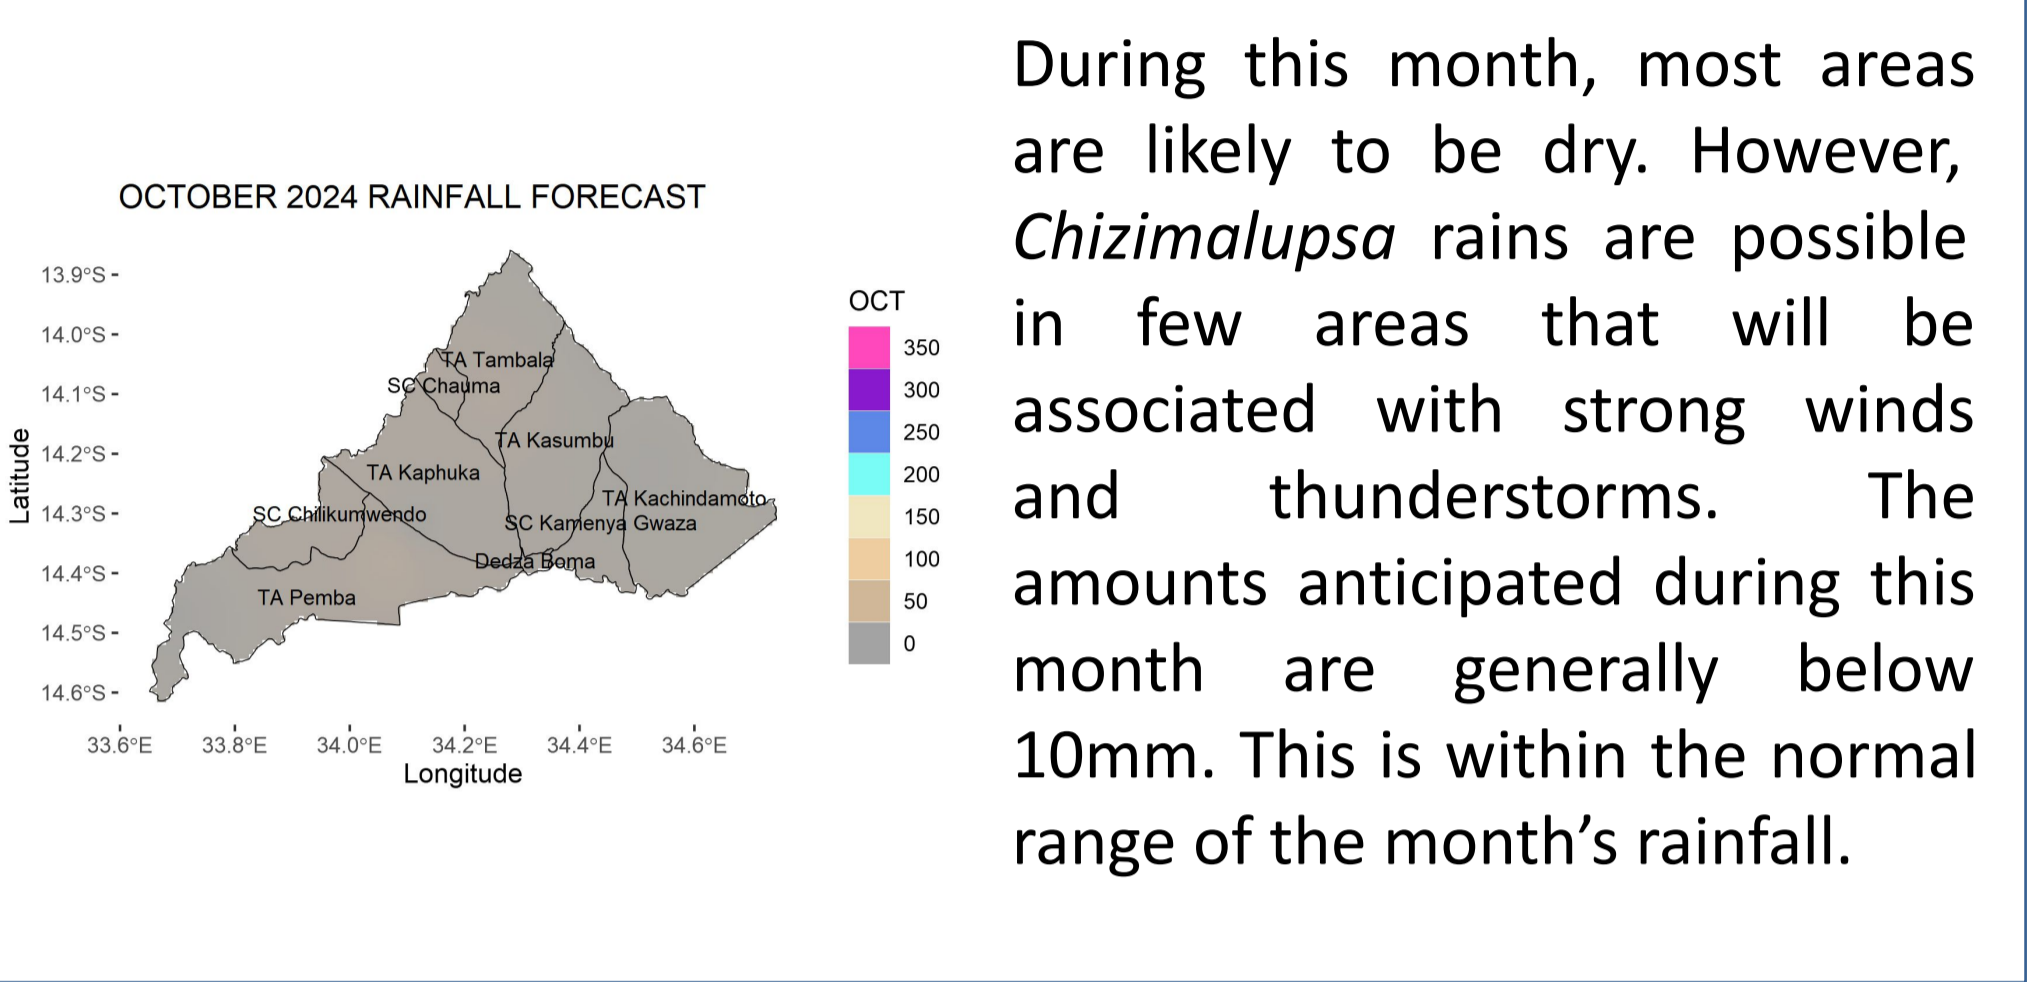 OCTOBER 2024 RAINFALL FORECAST
13.9°S
14.0°S
14.1°S
14.2°S
14.3°S
14.4°S
14.5°S
14.6°S
Latitude
TA Tambala
SC Chauma
TA Kasumbu
TA Kaphuka
TA Kachindamoto
SC Chilikumwendo
SC Kamenya Gwaza
Dedza Boma
TA Pemba
33.6°E 33.8°E 34.0°E 34.2°E 34.4°E 34.6°E
Longitude
OCT
350
300
250
200
150
100
50
0
During this month, most areas
are likely to be dry. However,
Chizimalupsa rains are possible
in few areas that will be
associated with strong winds
and thunderstorms. The
amounts anticipated during this
month are generally below
10mm. This is within the normal
range of the month’s rainfall.